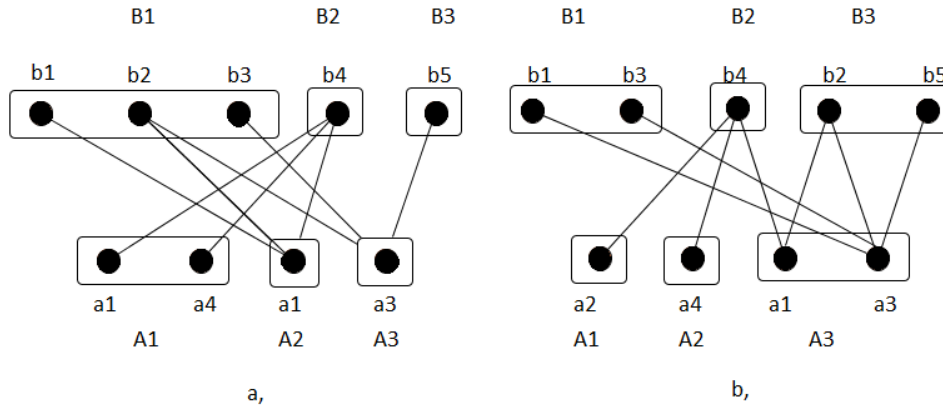 B1 B2 B3 B1 B2 B3
b1 b2 b3 b4 b5 b1 b3 b4 b2 b5
a1 a4 a1 a3 a2 a4 a1 a3
A1 A2 A3 A1 A2 A3
a, b,